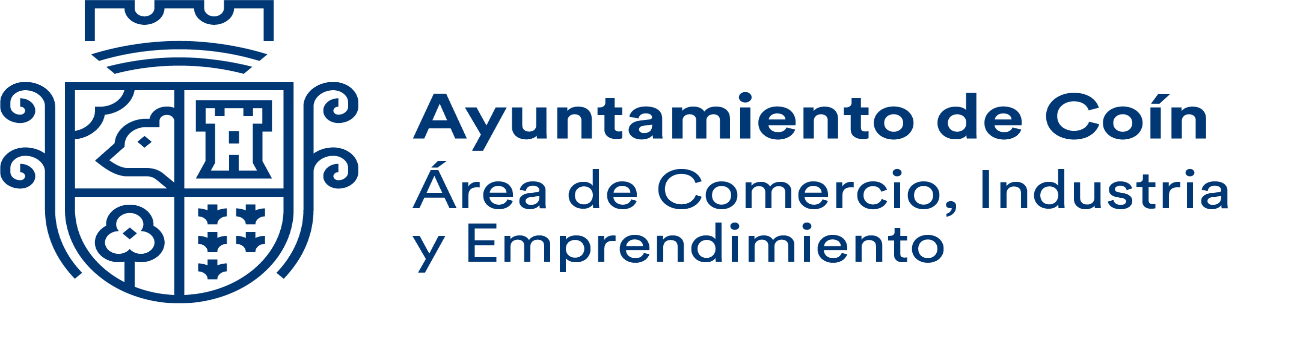 Ayuntamiento de Coín
Área de Comercio, Industria
y Emprendimiento